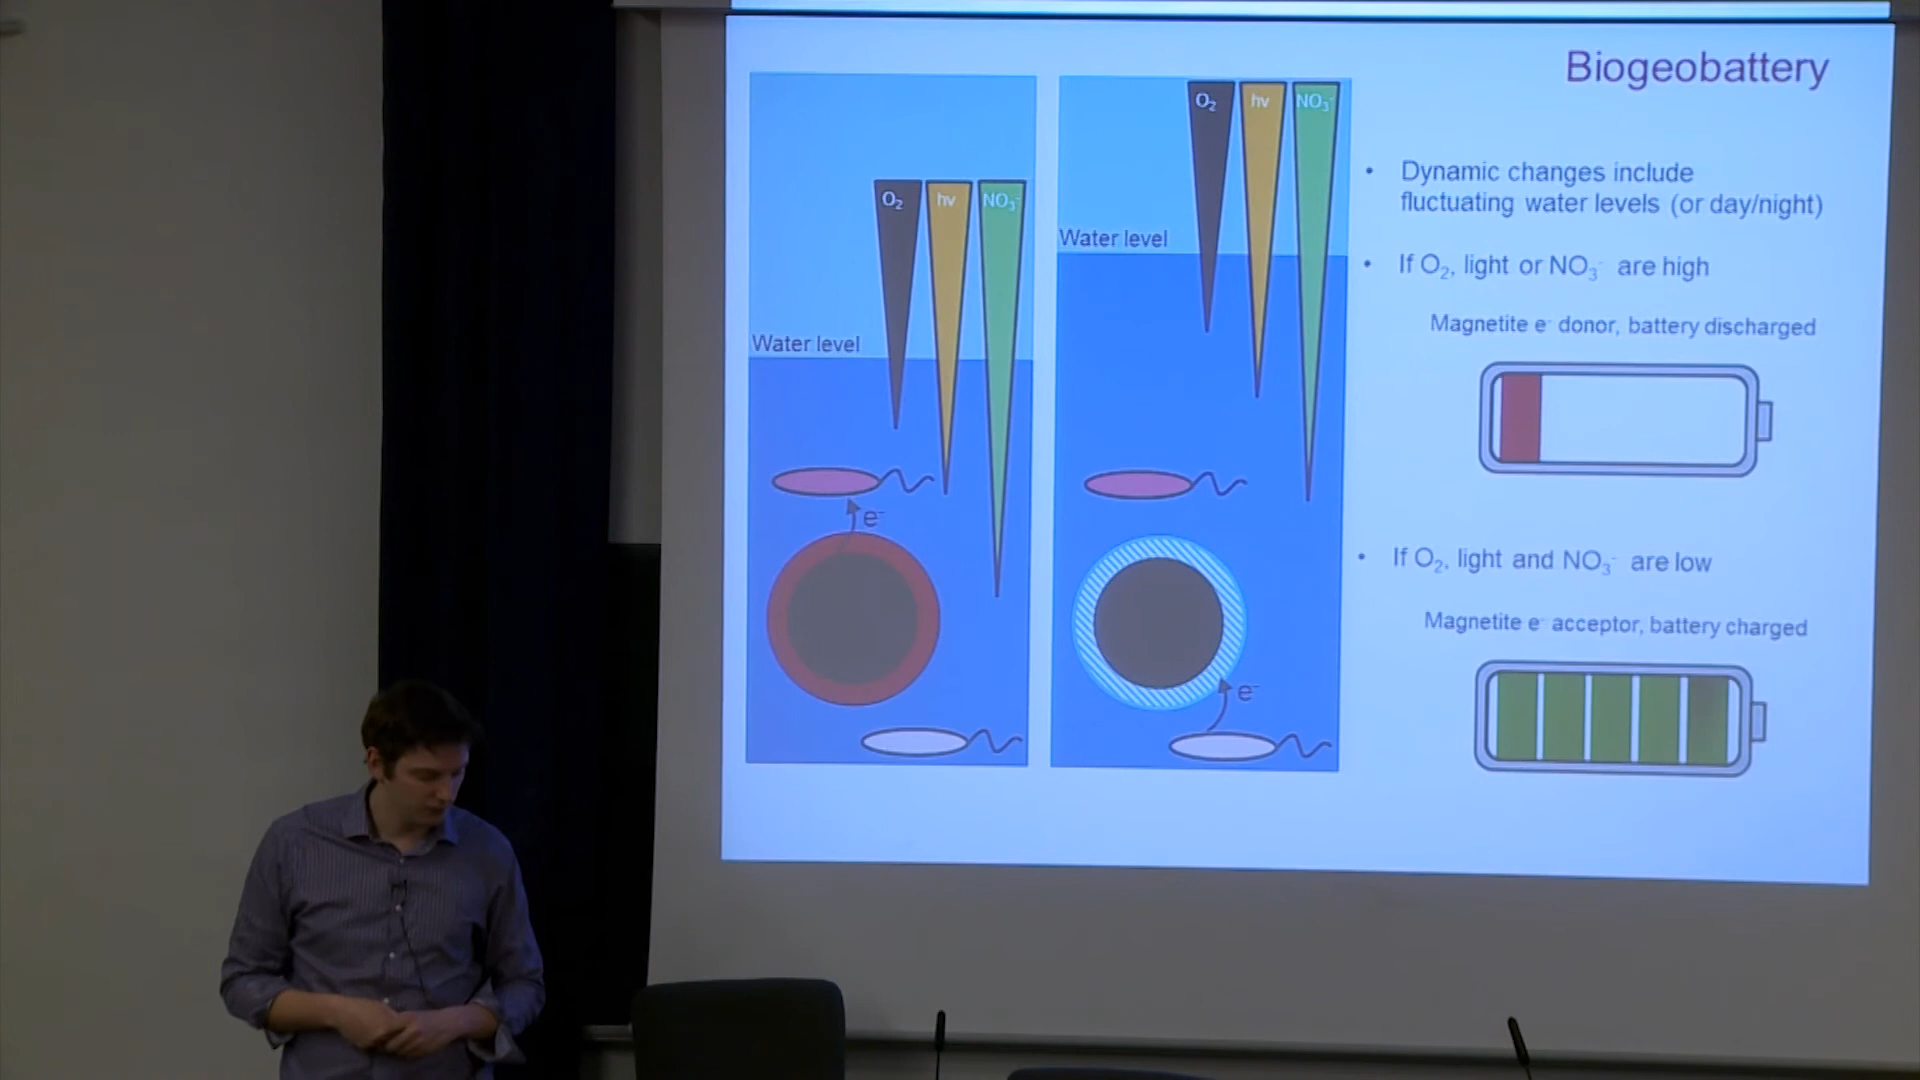 Biogeobattery
O₂ hv NO₃⁻
Water level
e⁻
O₂ hv NO₃⁻
Water level
e⁻
• Dynamic changes include
fluctuating water levels (or day/night)
• If O₂, light or NO₃⁻ are high
Magnetite e⁻ donor, battery discharged
• If O₂, light and NO₃⁻ are low
Magnetite e⁻ acceptor, battery charged